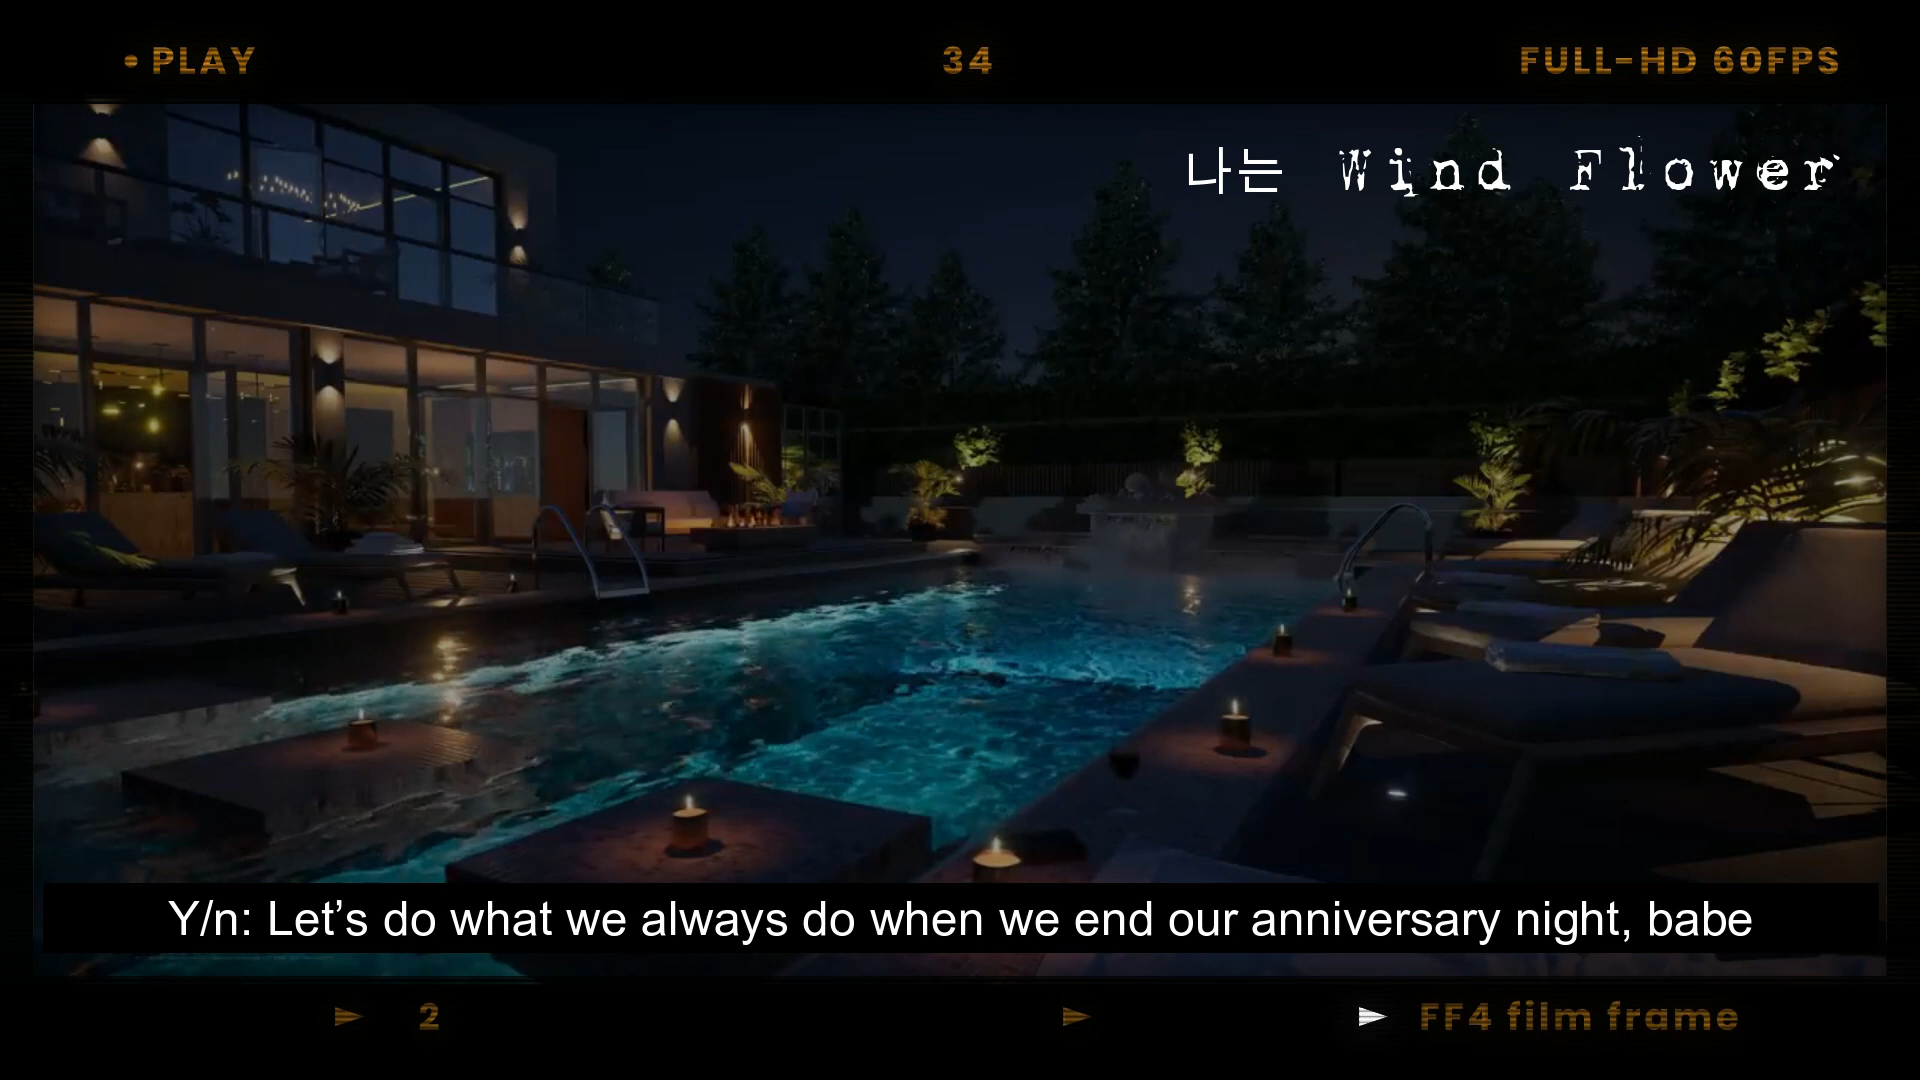 • PLAY
34
FULL-HD 60FPS
나는 Wind Flower
Y/n: Let’s do what we always do when we end our anniversary night, babe
2
FF4 film frame